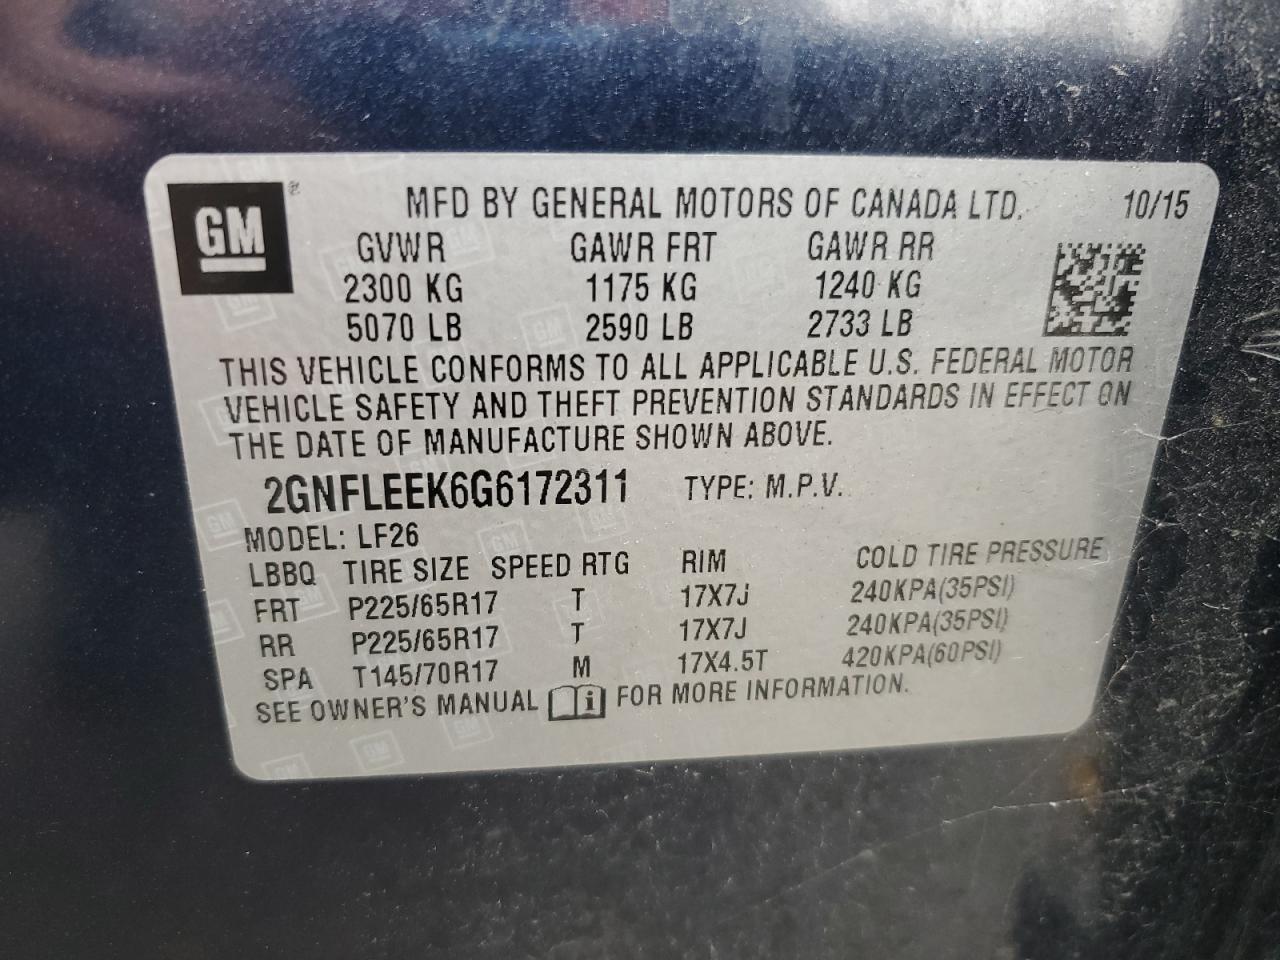 GM ®
MFD BY GENERAL MOTORS OF CANADA LTD. 10/15
GVWR GAWR FRT GAWR RR
2300 KG 1175 KG 1240 KG
5070 LB 2590 LB 2733 LB
THIS VEHICLE CONFORMS TO ALL APPLICABLE U.S. FEDERAL MOTOR
VEHICLE SAFETY AND THEFT PREVENTION STANDARDS IN EFFECT ON
THE DATE OF MANUFACTURE SHOWN ABOVE.
2GNFLEEK6G6172311 TYPE: M.P.V.
MODEL: LF26
LBBQ TIRE SIZE SPEED RTG RIM COLD TIRE PRESSURE
FRT P225/65R17 T 17X7J 240KPA(35PSI)
RR P225/65R17 T 17X7J 240KPA(35PSI)
SPA T145/70R17 M 17X4.5T 420KPA(60PSI)
SEE OWNER'S MANUAL i FOR MORE INFORMATION.